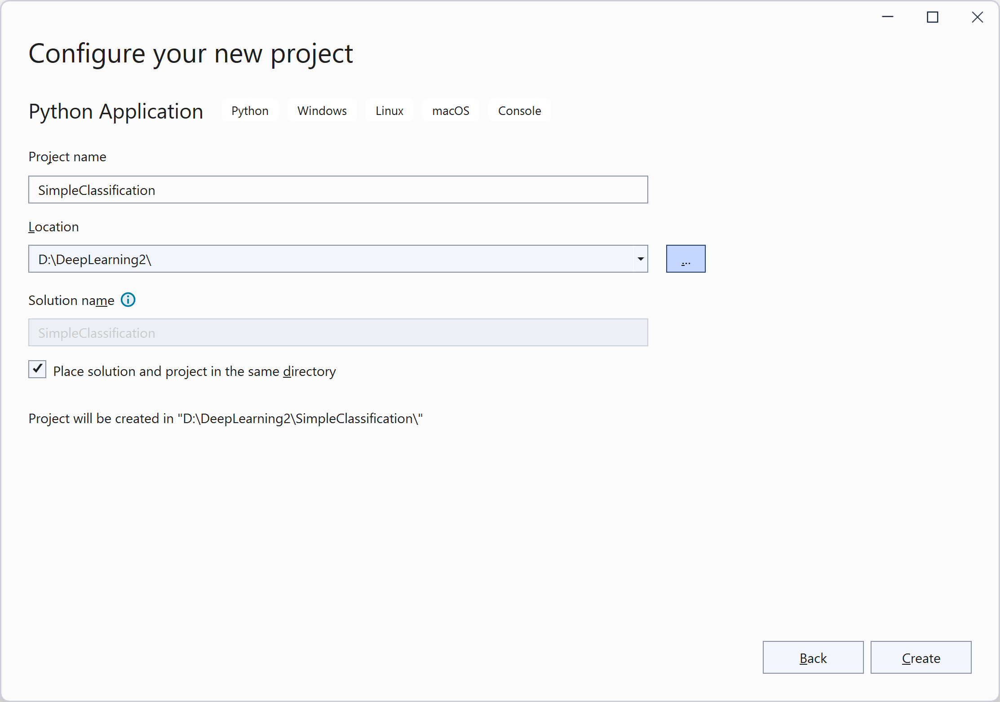 Configure your new project
Python Application Python Windows Linux macOS Console
Project name
SimpleClassification
Location
D:\DeepLearning2\
...
Solution name
SimpleClassification
Place solution and project in the same directory
Project will be created in "D:\DeepLearning2\SimpleClassification\"
Back Create